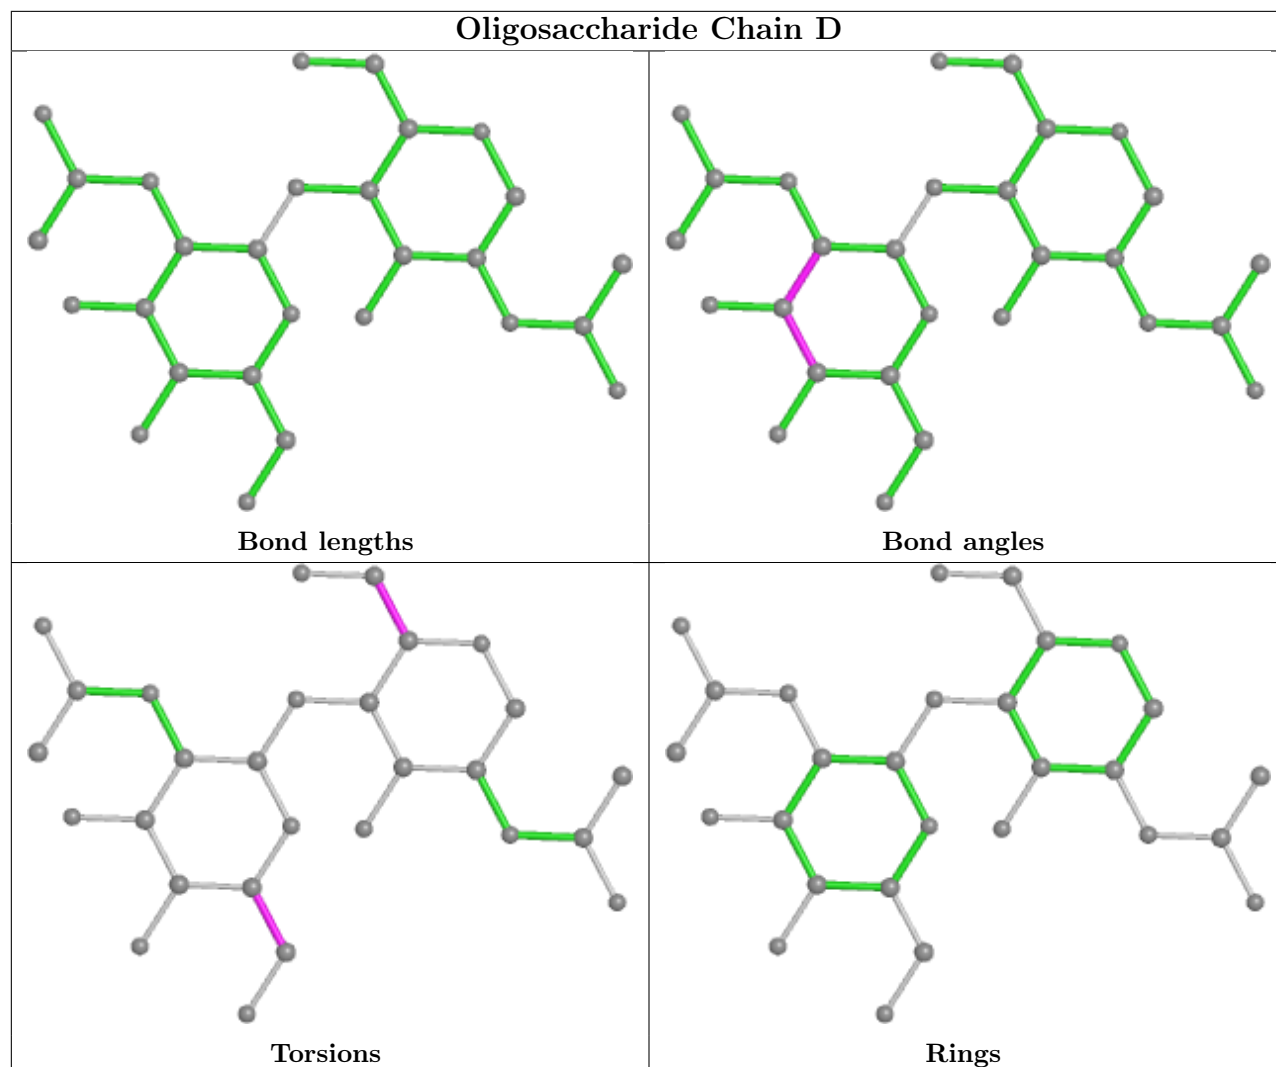 Oligosaccharide Chain D
Bond lengths
Bond angles
Torsions
Rings